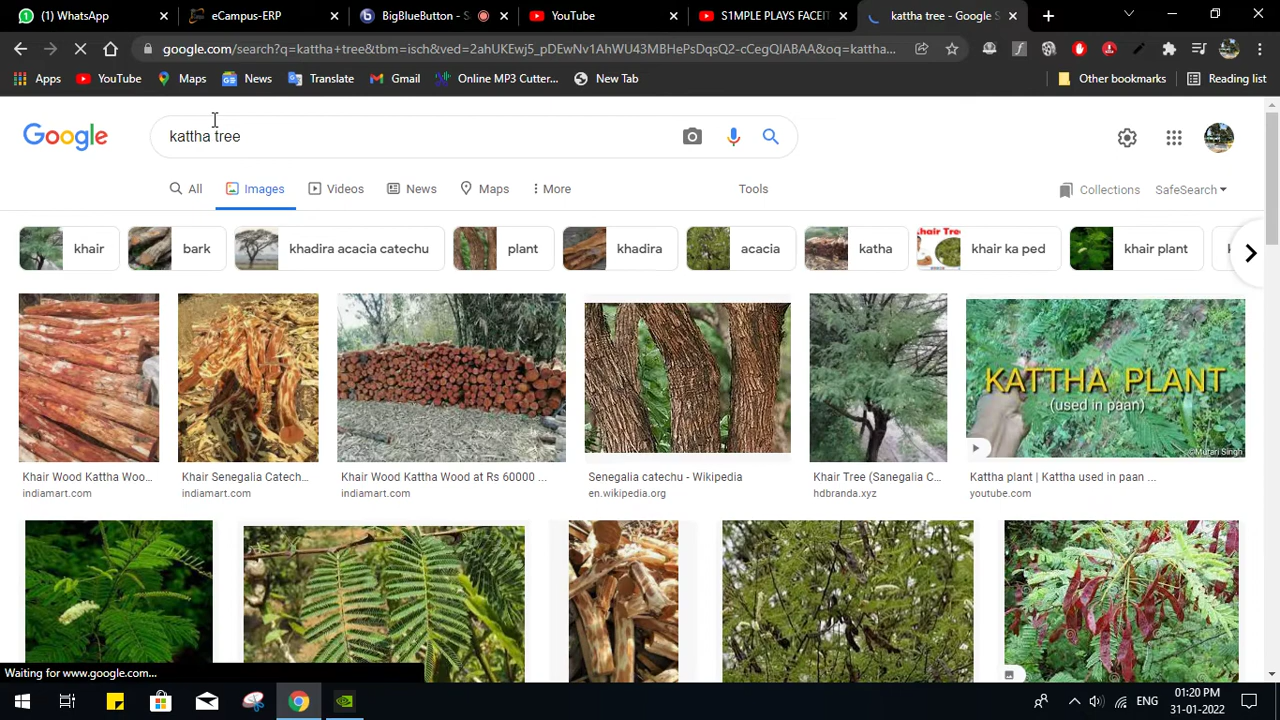 (1) WhatsApp
eCampus-ERP
BigBlueButton - S
YouTube
S1MPLE PLAYS FACEIT
kattha tree - Google S
google.com/search?q=kattha+tree&tbm=isch&ved=2ahUKEwj5_pDEwNv1AhWU43MBHePsDqsQ2-cCegQIABAA&oq=kattha...
Apps
YouTube
Maps
News
Translate
Gmail
Online MP3 Cutter...
New Tab
Other bookmarks
Reading list
Google
kattha tree
All
Images
Videos
News
Maps
More
Tools
Collections
SafeSearch
khair
bark
khadira acacia catechu
plant
khadira
acacia
katha
khair ka ped
khair plant
KATTHA PLANT
(used in paan)
©Mufari Singh
Khair Wood Kattha Woo...
indiamart.com
Khair Senegalia Catech...
indiamart.com
Khair Wood Kattha Wood at Rs 60000 ...
indiamart.com
Senegalia catechu - Wikipedia
en.wikipedia.org
Khair Tree (Sanegalia C...
hdbranda.xyz
Kattha plant | Kattha used in paan ...
youtube.com
Waiting for www.google.com...
ENG
01:20 PM
31-01-2022